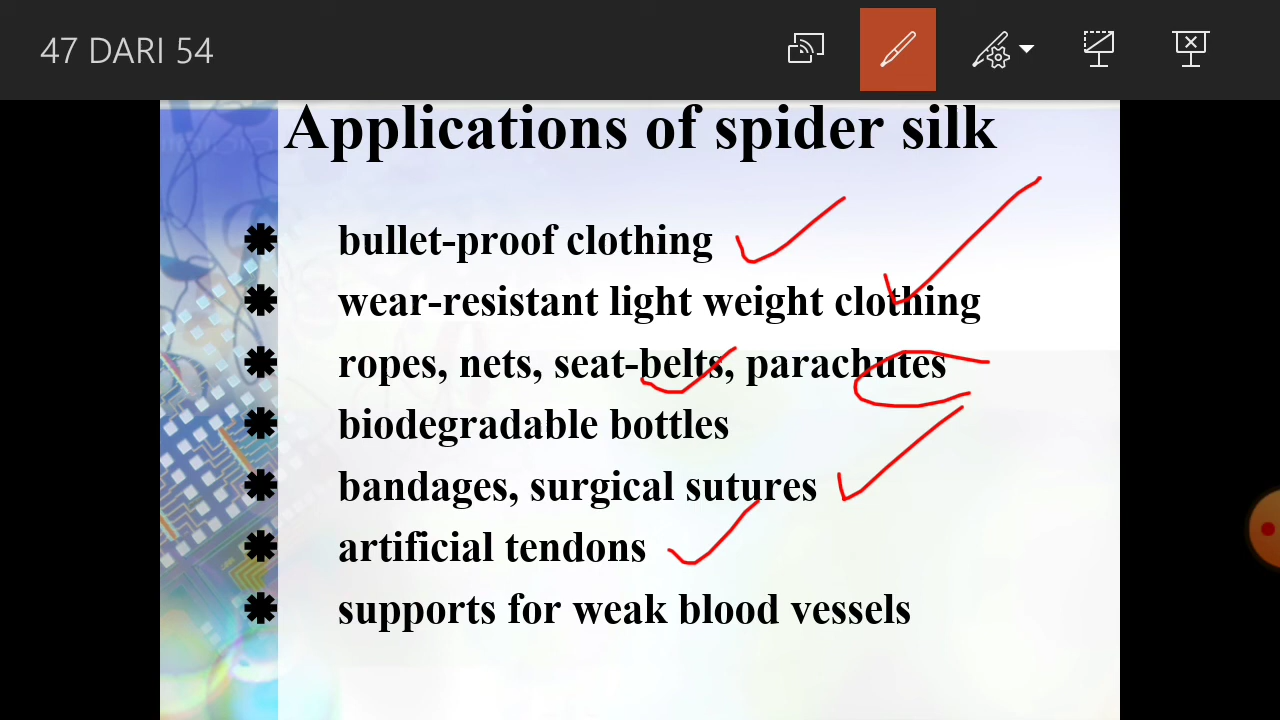 47 DARI 54
Applications of spider silk
bullet-proof clothing
wear-resistant light weight clothing
ropes, nets, seat-belts, parachutes
biodegradable bottles
bandages, surgical sutures
artificial tendons
supports for weak blood vessels